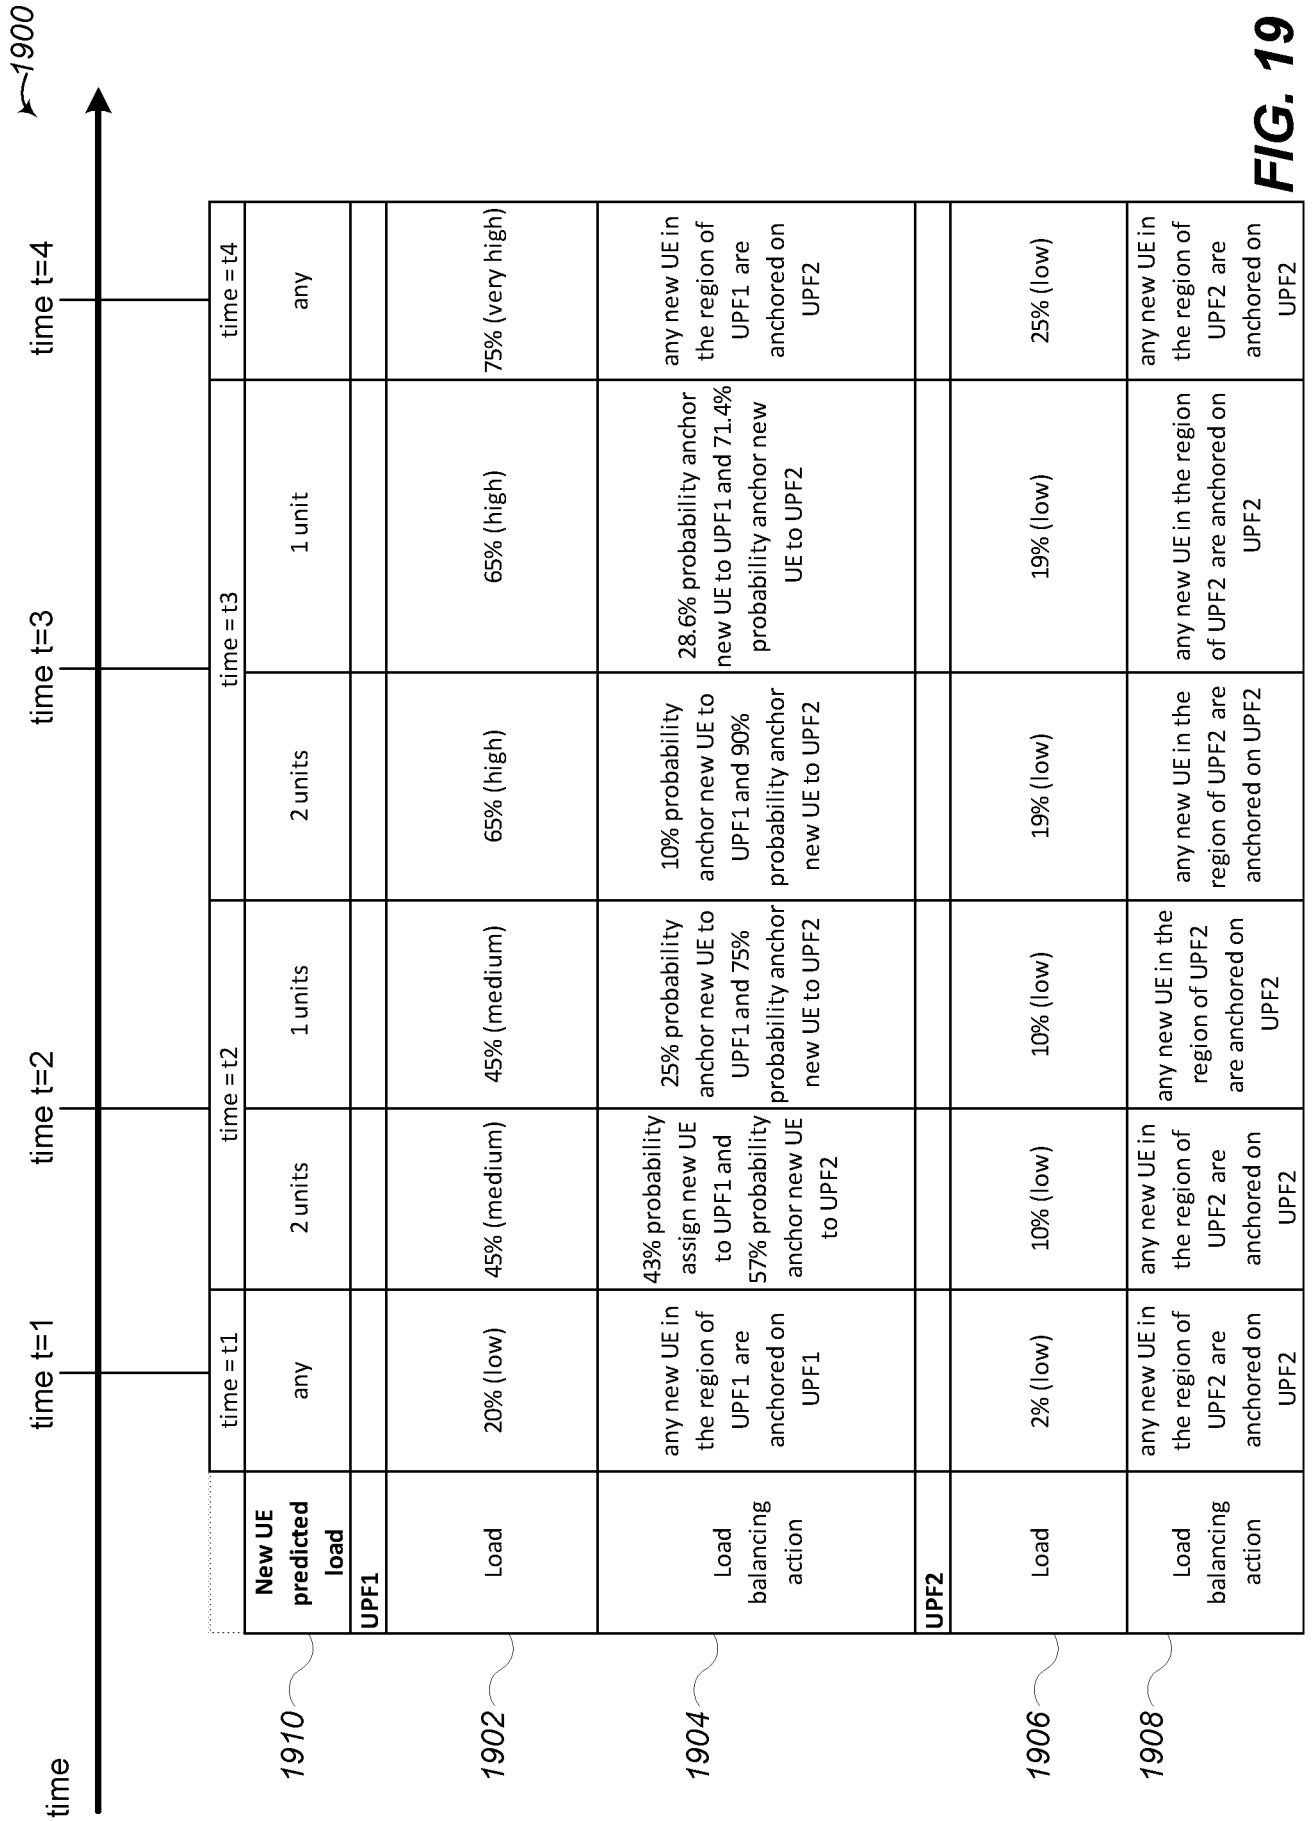 1900
time
time t=1
time t=2
time t=3
time t=4
time = t1
time = t2
time = t3
time = t4
1910
New UE
predicted
load
any
2 units
1 units
2 units
1 unit
any
UPF1
1902
Load
20% (low)
45% (medium)
45% (medium)
65% (high)
65% (high)
75% (very high)
1904
Load
balancing
action
any new UE in
the region of
UPF1 are
anchored on
UPF1
43% probability
assign new UE
to UPF1 and
57% probability
anchor new UE
to UPF2
25% probability
anchor new UE to
UPF1 and 75%
probability anchor
new UE to UPF2
10% probability
anchor new UE to
UPF1 and 90%
probability anchor
new UE to UPF2
28.6% probability anchor
new UE to UPF1 and 71.4%
probability anchor new
UE to UPF2
any new UE in
the region of
UPF1 are
anchored on
UPF2
UPF2
1906
Load
2% (low)
10% (low)
10% (low)
19% (low)
19% (low)
25% (low)
1908
Load
balancing
action
any new UE in
the region of
UPF2 are
anchored on
UPF2
any new UE in
the region of
UPF2 are
anchored on
UPF2
any new UE in the
region of UPF2
are anchored on
UPF2
any new UE in the
region of UPF2 are
anchored on UPF2
any new UE in the region
of UPF2 are anchored on
UPF2
any new UE in
the region of
UPF2 are
anchored on
UPF2
FIG. 19